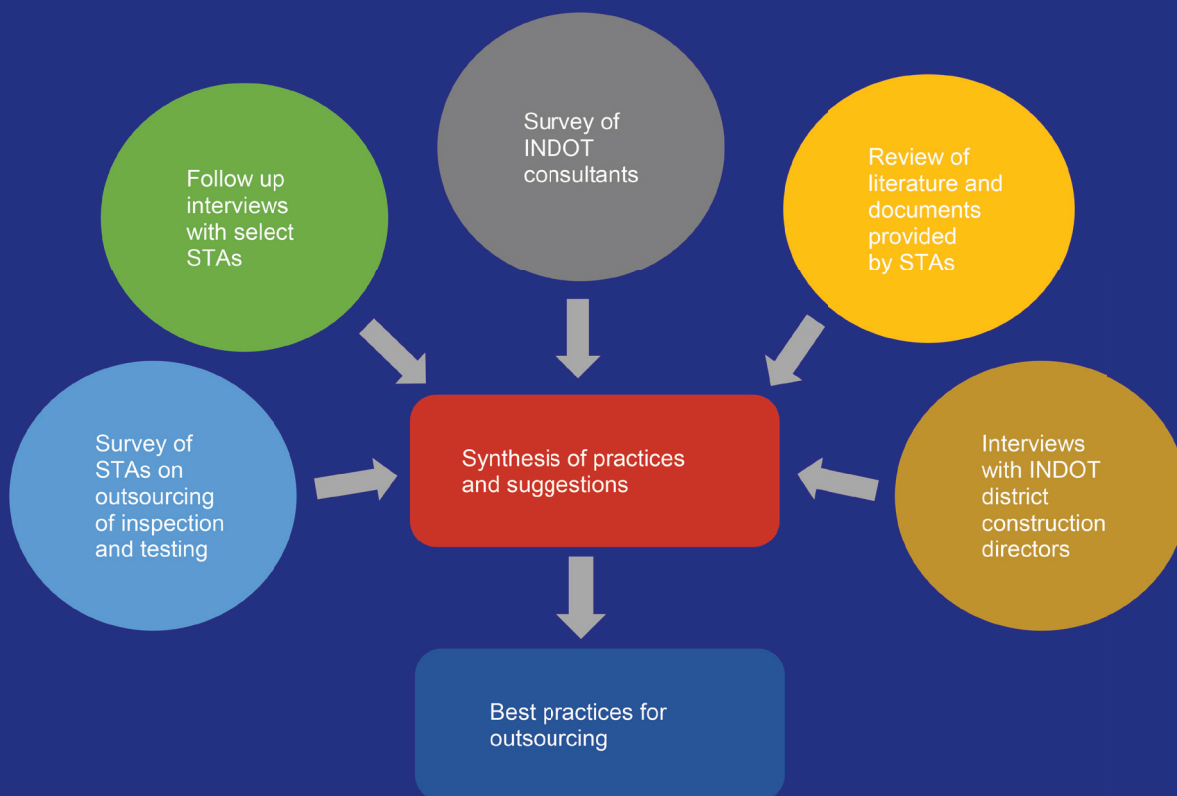 Survey of
INDOT
consultants
Follow up
interviews
with select
STAs
Review of
literature and
documents
provided
by STAs
Survey of
STAs on
outsourcing
of inspection
and testing
Synthesis of practices
and suggestions
Interviews
with INDOT
district
construction
directors
Best practices for
outsourcing